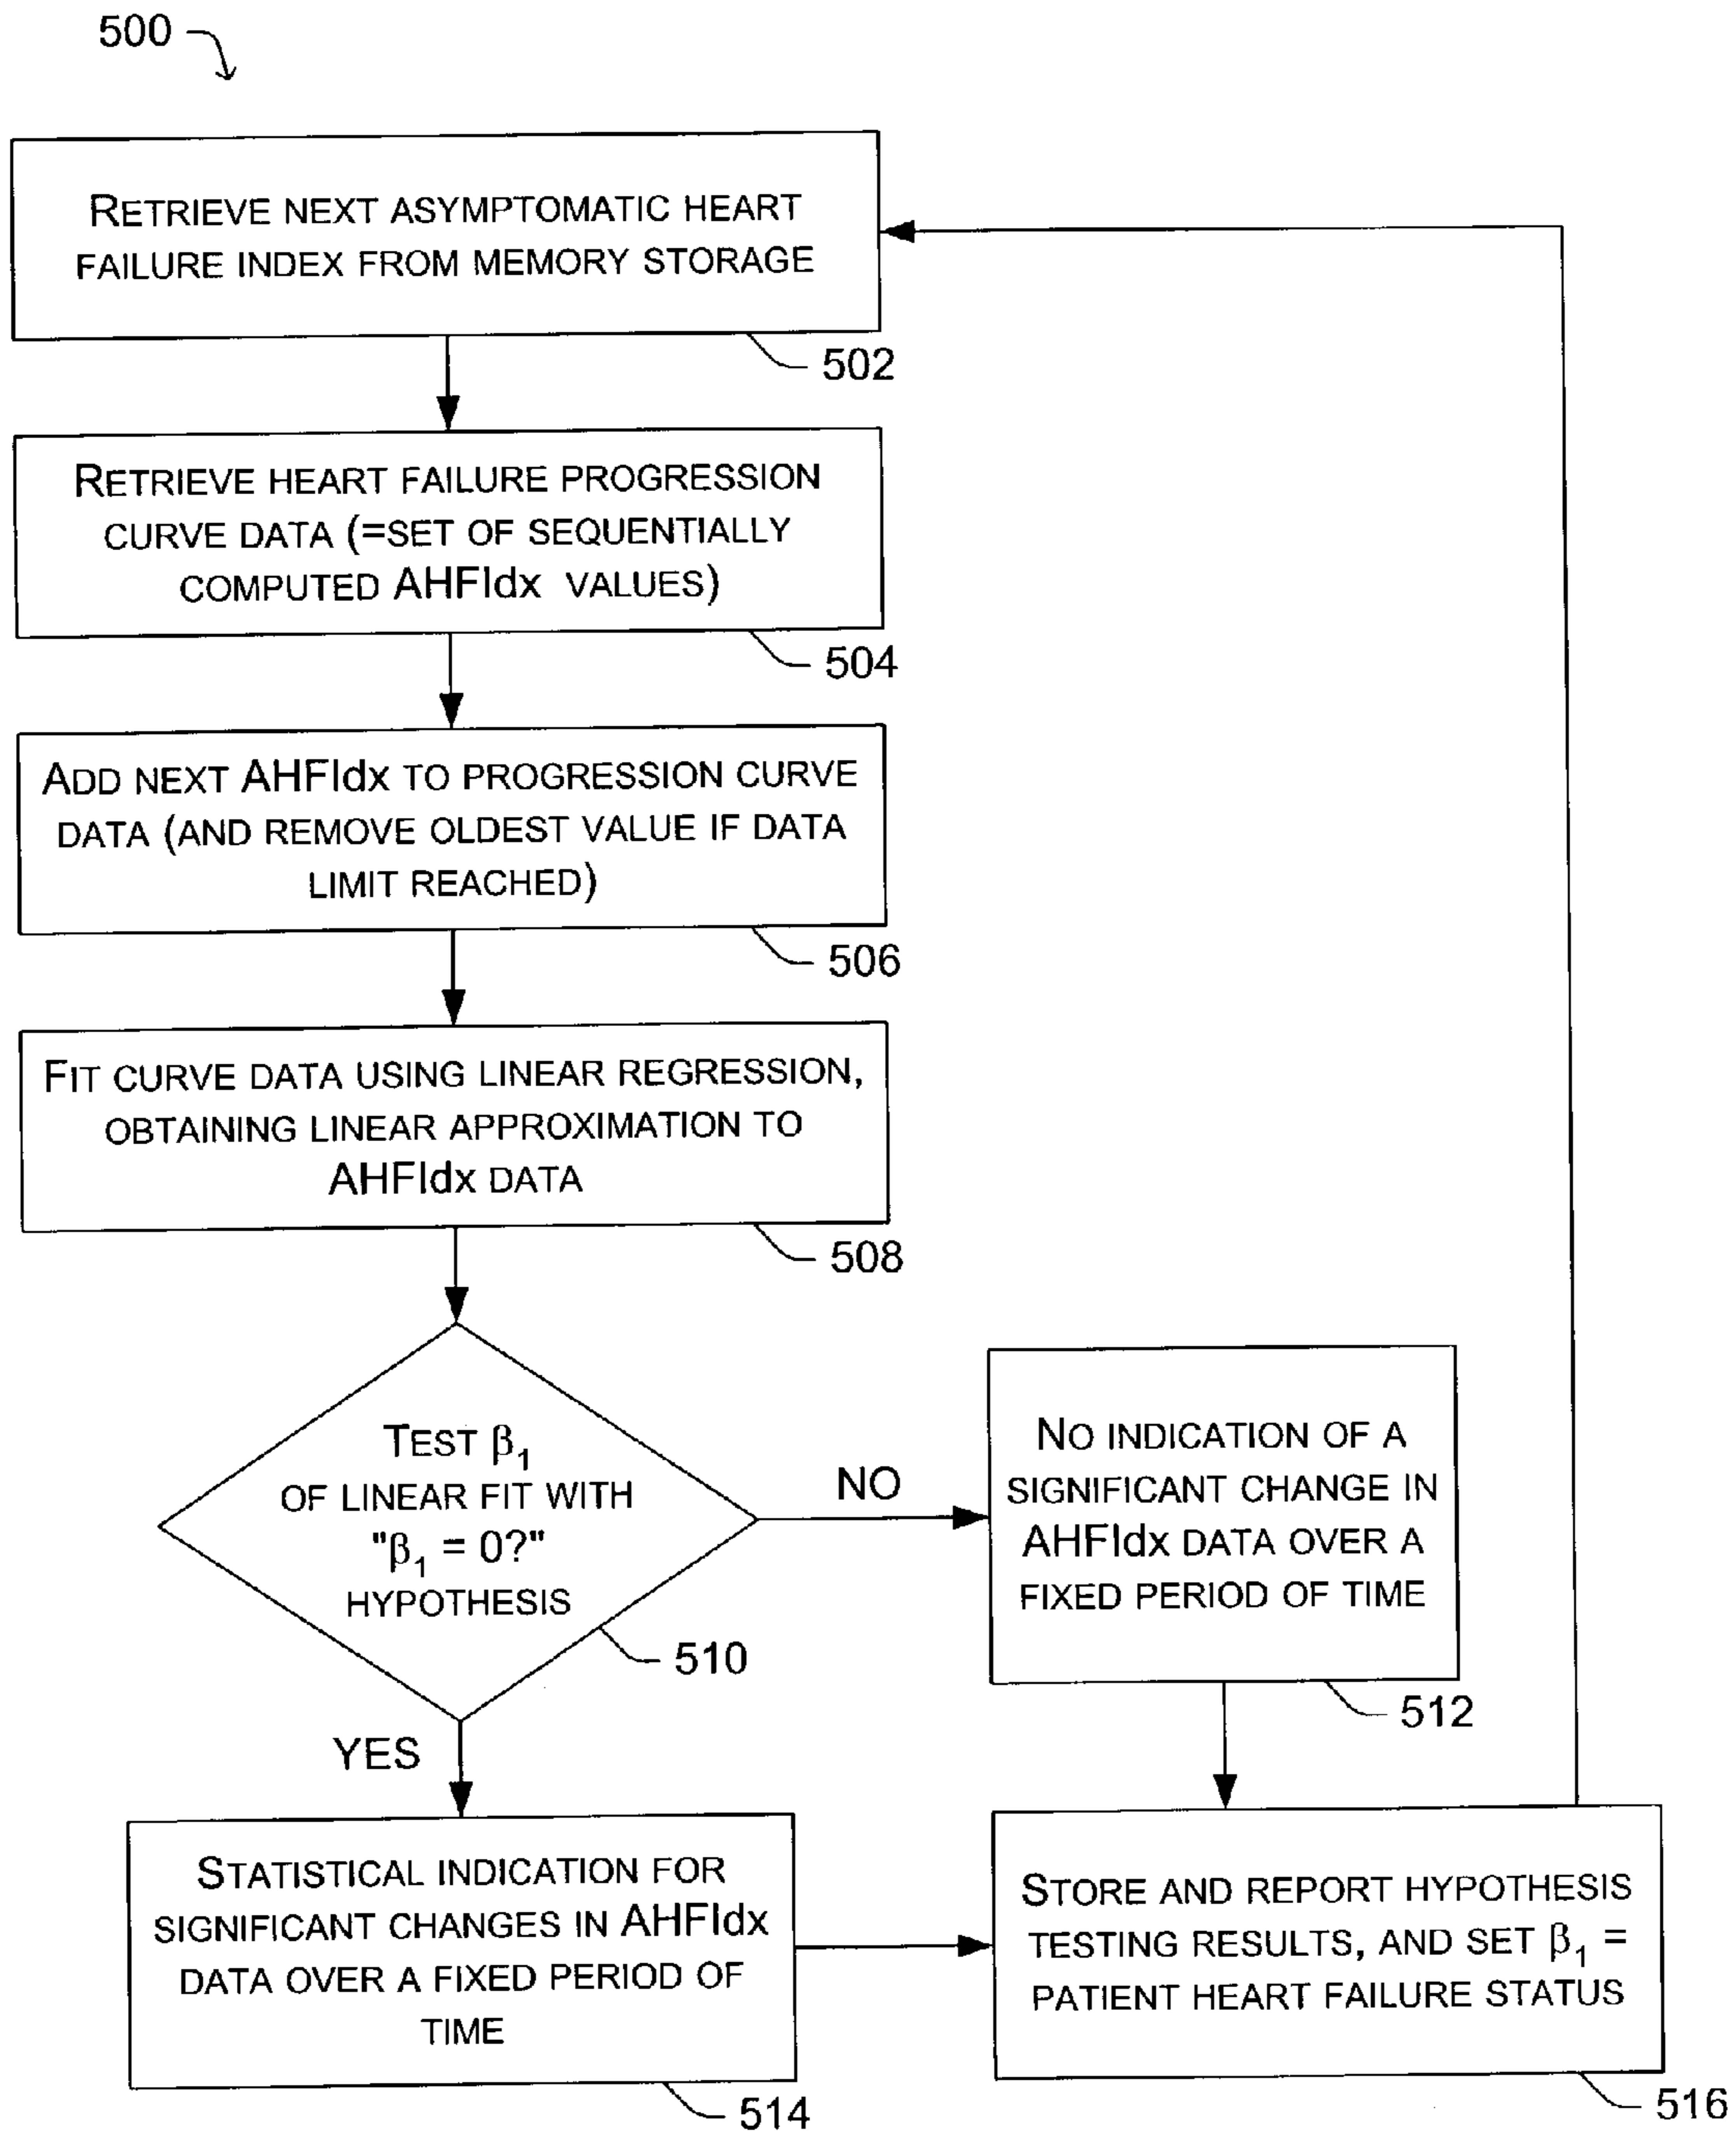 500
RETRIEVE NEXT ASYMPTOMATIC HEART
FAILURE INDEX FROM MEMORY STORAGE
502
RETRIEVE HEART FAILURE PROGRESSION
CURVE DATA (=SET OF SEQUENTIALLY
COMPUTED AHFIdx VALUES)
504
ADD NEXT AHFIdx TO PROGRESSION CURVE
DATA (AND REMOVE OLDEST VALUE IF DATA
LIMIT REACHED)
506
FIT CURVE DATA USING LINEAR REGRESSION,
OBTAINING LINEAR APPROXIMATION TO
AHFIdx DATA
508
TEST β₁
OF LINEAR FIT WITH
"β₁ = 0?"
HYPOTHESIS
510
NO
NO INDICATION OF A
SIGNIFICANT CHANGE IN
AHFIdx DATA OVER A
FIXED PERIOD OF TIME
512
YES
STATISTICAL INDICATION FOR
SIGNIFICANT CHANGES IN AHFIdx
DATA OVER A FIXED PERIOD OF
TIME
514
STORE AND REPORT HYPOTHESIS
TESTING RESULTS, AND SET β₁ =
PATIENT HEART FAILURE STATUS
516